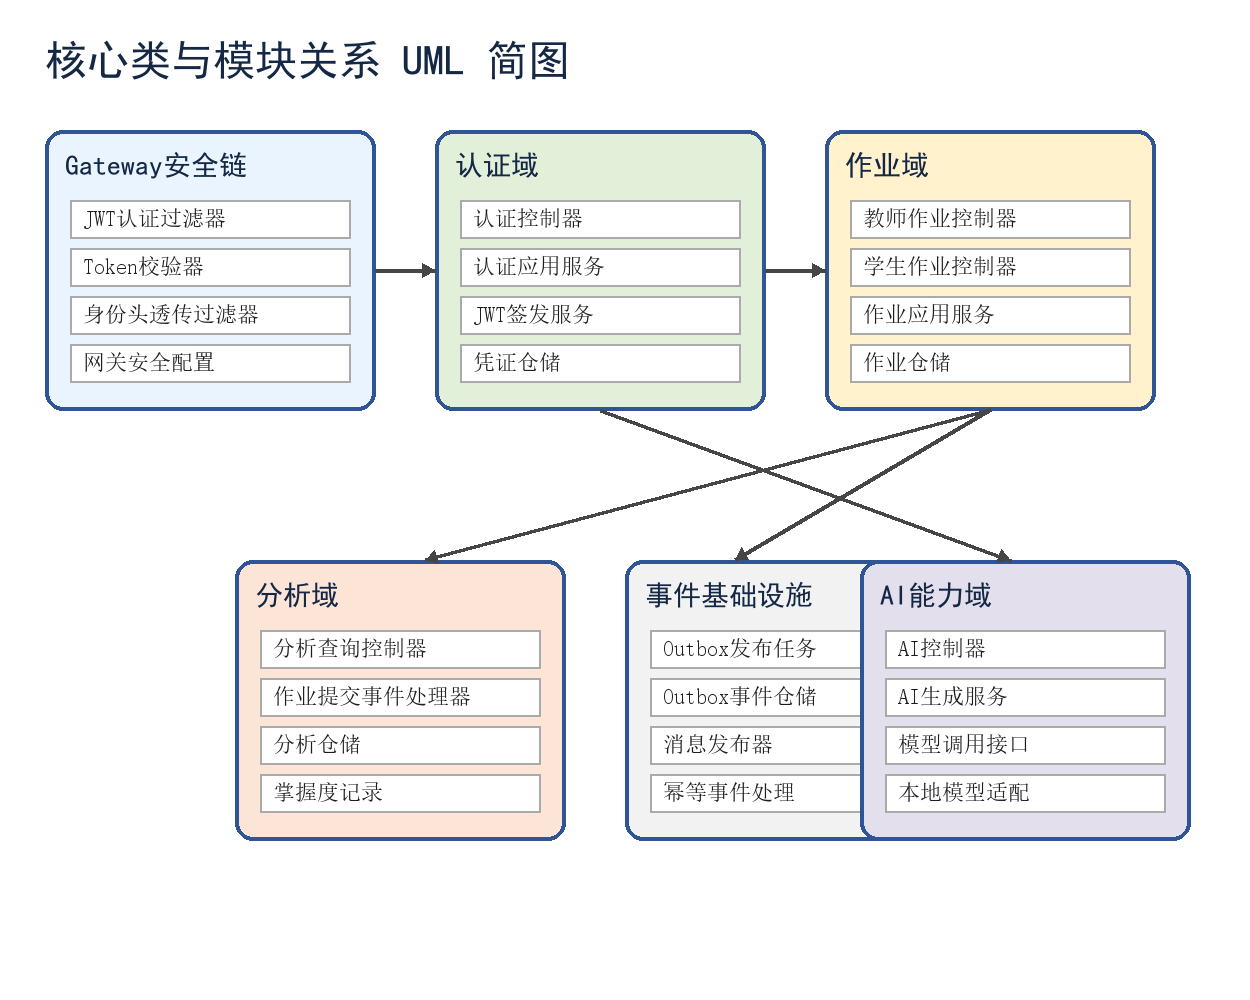 核心类与模块关系 UML 简图
Gateway安全链
JWT认证过滤器
Token校验器
身份头透传过滤器
网关安全配置
认证域
认证控制器
认证应用服务
JWT签发服务
凭证仓储
作业域
教师作业控制器
学生作业控制器
作业应用服务
作业仓储
分析域
分析查询控制器
作业提交事件处理器
分析仓储
掌握度记录
事件基础设施
Outbox发布任务
Outbox事件仓储
消息发布器
幂等事件处理
AI能力域
AI控制器
AI生成服务
模型调用接口
本地模型适配